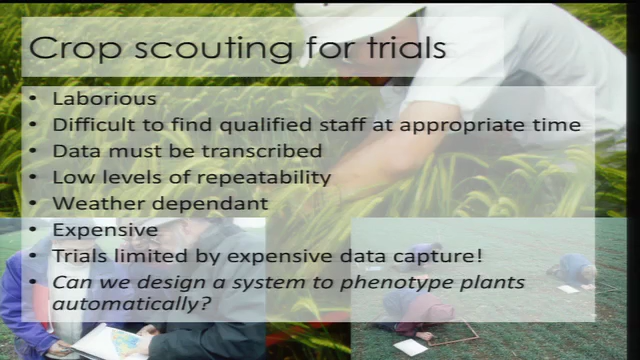 Crop scouting for trials
• Laborious
• Difficult to find qualified staff at appropriate time
• Data must be transcribed
• Low levels of repeatability
• Weather dependant
• Expensive
• Trials limited by expensive data capture!
• Can we design a system to phenotype plants
automatically?